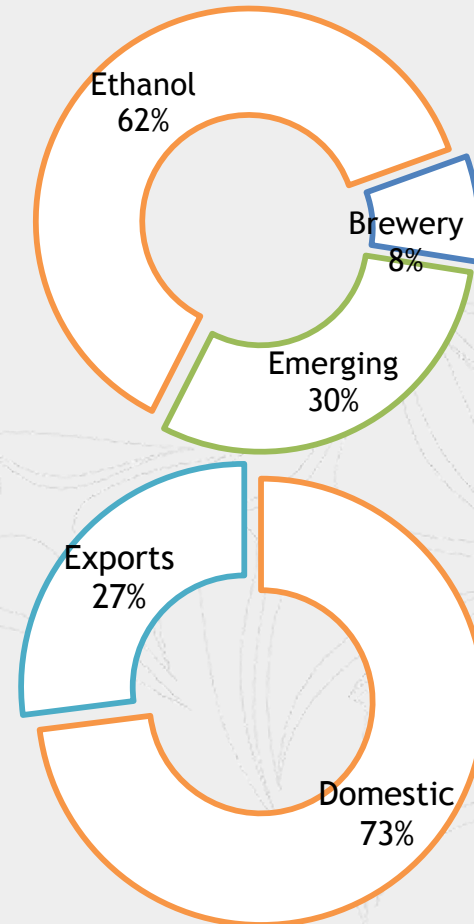 Ethanol
62%
Brewery
8%
Emerging
30%
Exports
27%
Domestic
73%